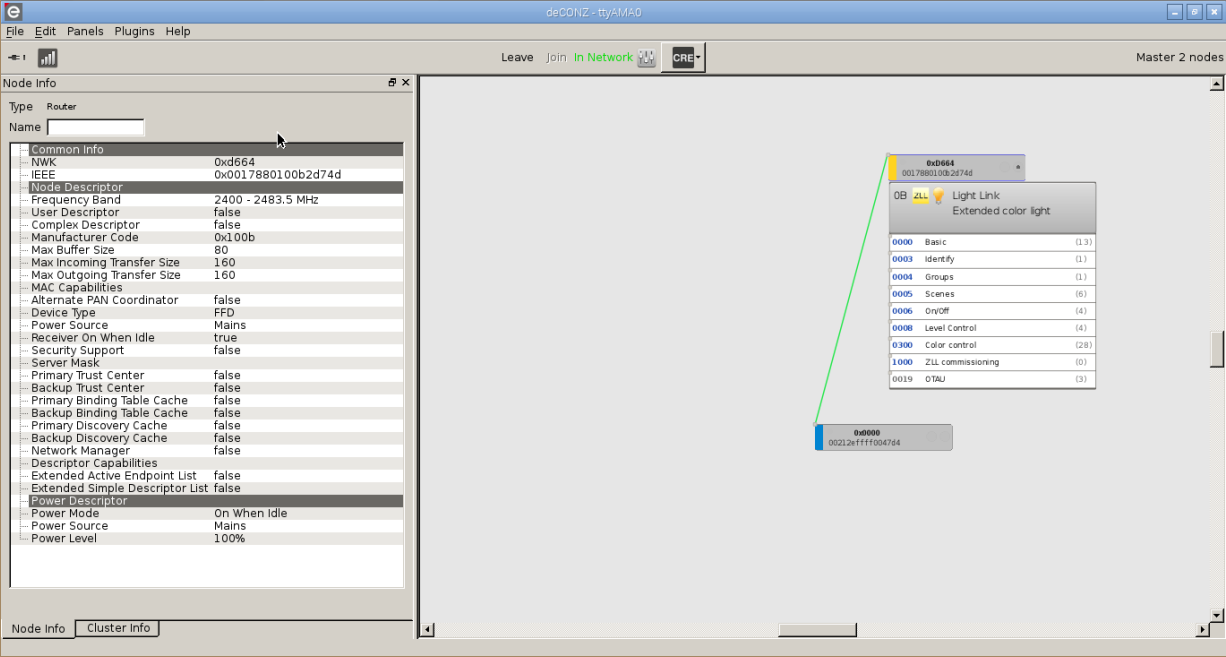 deCONZ - ttyAMA0
File Edit Panels Plugins Help
Leave Join In Network CRE Master 2 nodes
Node Info
Type Router
Name
Common Info
NWK 0xd664
IEEE 0x0017880100b2d74d
Node Descriptor
Frequency Band 2400 - 2483.5 MHz
User Descriptor false
Complex Descriptor false
Manufacturer Code 0x100b
Max Buffer Size 80
Max Incoming Transfer Size 160
Max Outgoing Transfer Size 160
MAC Capabilities
Alternate PAN Coordinator false
Device Type FFD
Power Source Mains
Receiver On When Idle true
Security Support false
Server Mask
Primary Trust Center false
Backup Trust Center false
Primary Binding Table Cache false
Backup Binding Table Cache false
Primary Discovery Cache false
Backup Discovery Cache false
Network Manager false
Descriptor Capabilities
Extended Active Endpoint List false
Extended Simple Descriptor List false
Power Descriptor
Power Mode On When Idle
Power Source Mains
Power Level 100%
Node Info Cluster Info
0xD664
0017880100b2d74d
0B ZLL Light Link
Extended color light
0000 Basic (13)
0003 Identify (1)
0004 Groups (1)
0005 Scenes (6)
0006 On/Off (4)
0008 Level Control (4)
0300 Color control (28)
1000 ZLL commissioning (0)
0019 OTAU (3)
0x0000
00212effff0047d4